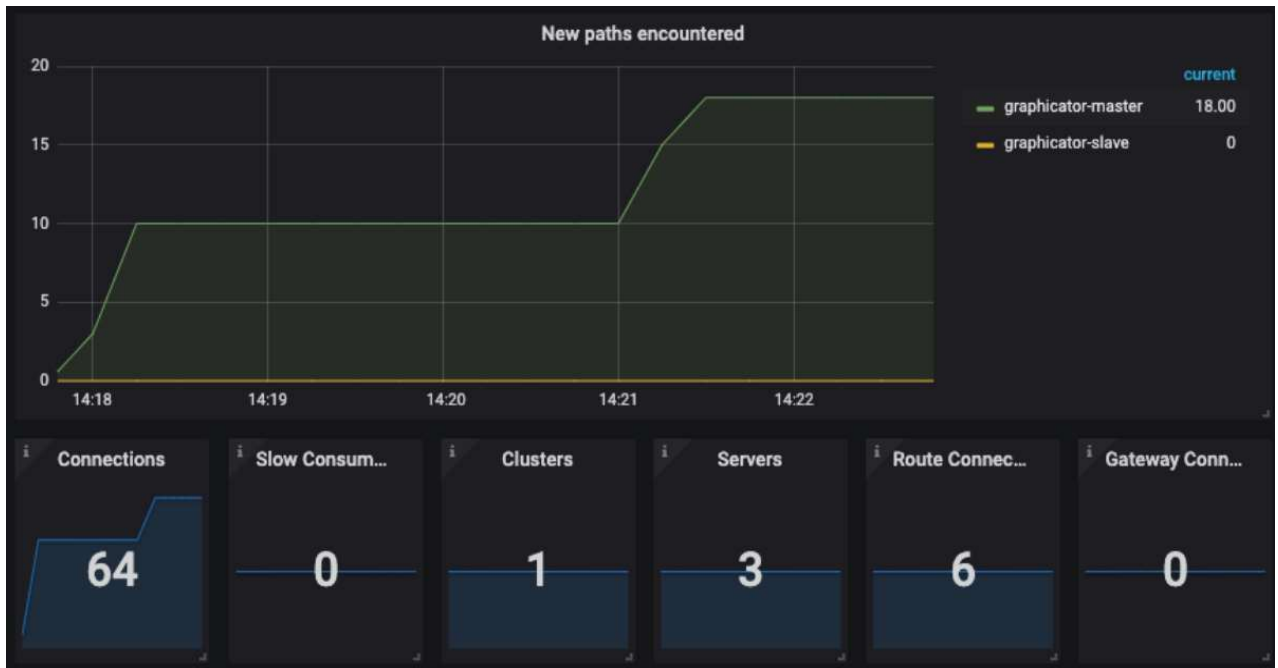 New paths encountered
20
15
10
5
0
14:18 14:19 14:20 14:21 14:22
current
graphicator-master 18.00
graphicator-slave 0
i Connections
64
i Slow Consum...
0
i Clusters
1
i Servers
3
i Route Connec...
6
i Gateway Conn...
0